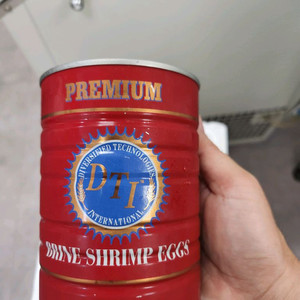 PREMIUM
DIVERSIFIED TECHNOLOGIES
DTI
INTERNATIONAL
BRINE SHRIMP EGGS